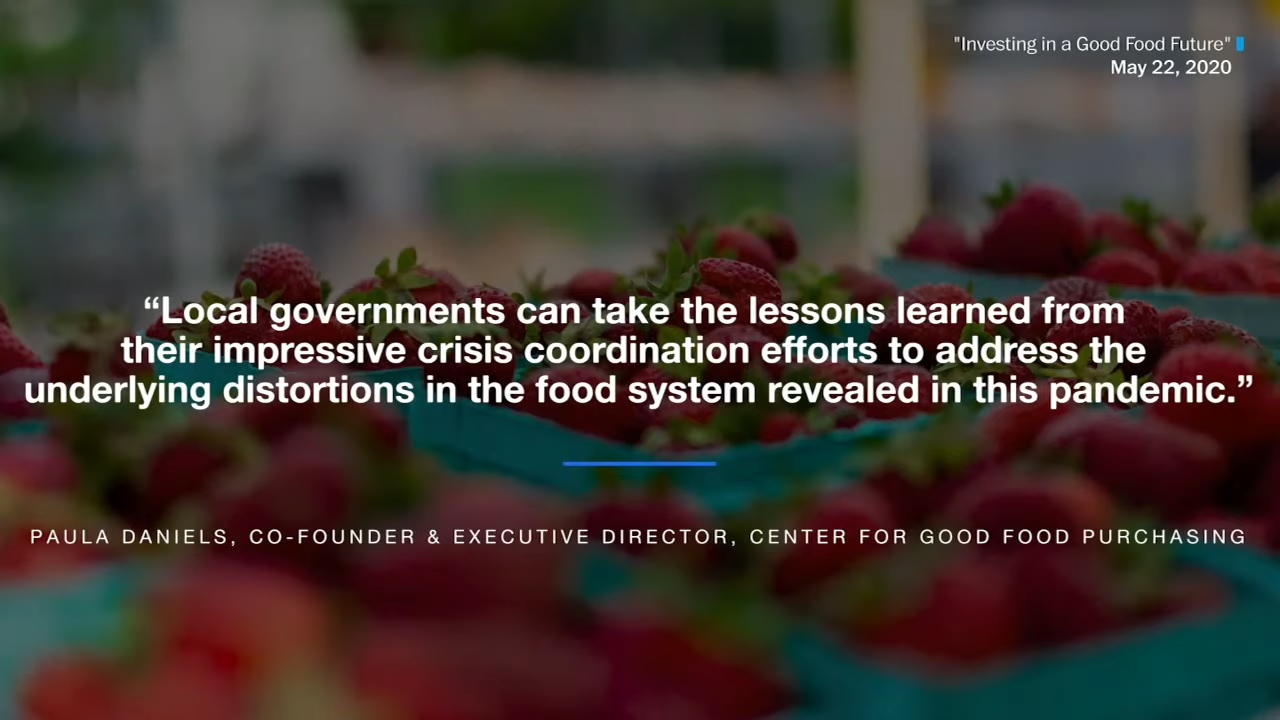 "Investing in a Good Food Future"
May 22, 2020
“Local governments can take the lessons learned from
their impressive crisis coordination efforts to address the
underlying distortions in the food system revealed in this pandemic.”
PAULA DANIELS, CO-FOUNDER & EXECUTIVE DIRECTOR, CENTER FOR GOOD FOOD PURCHASING